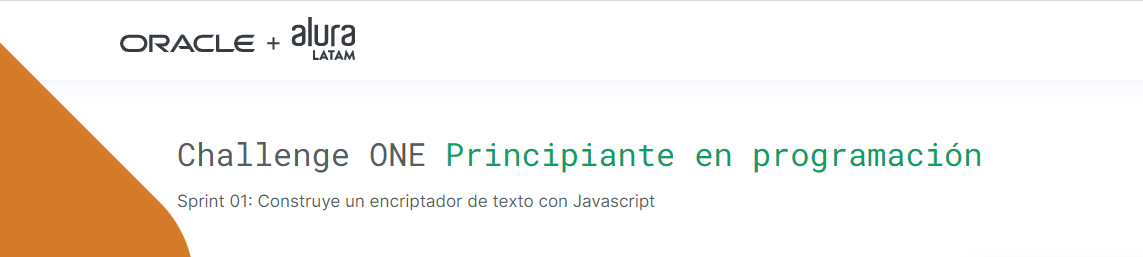 ORACLE + alura
LATAM
Challenge ONE Principiante en programación
Sprint 01: Construye un encriptador de texto con Javascript